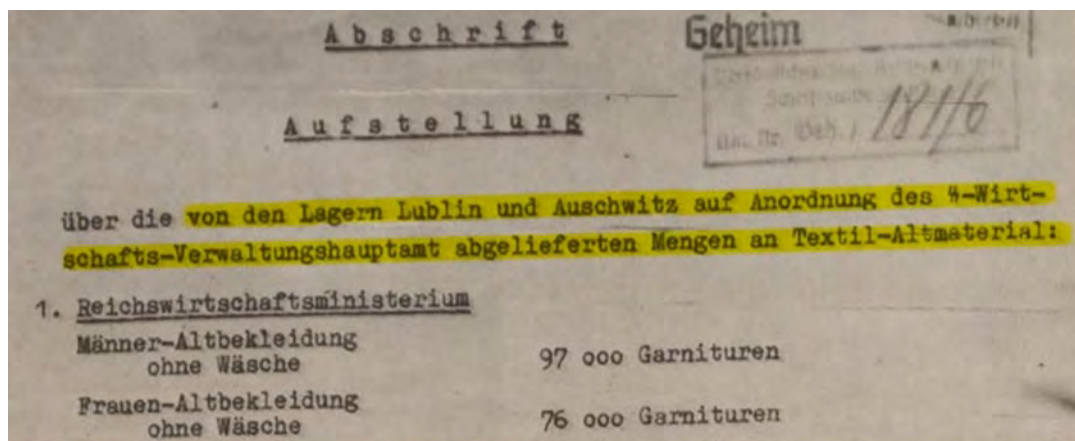 Abschrift
Geheim
181/6
Aufstellung
über die von den Lagern Lublin und Auschwitz auf Anordnung des ᛋᛋ-Wirt-
schafts-Verwaltungshauptamt abgelieferten Mengen an Textil-Altmaterial:
1. Reichswirtschaftsministerium
Männer-Altbekleidung
ohne Wäsche 97 000 Garnituren
Frauen-Altbekleidung
ohne Wäsche 76 000 Garnituren